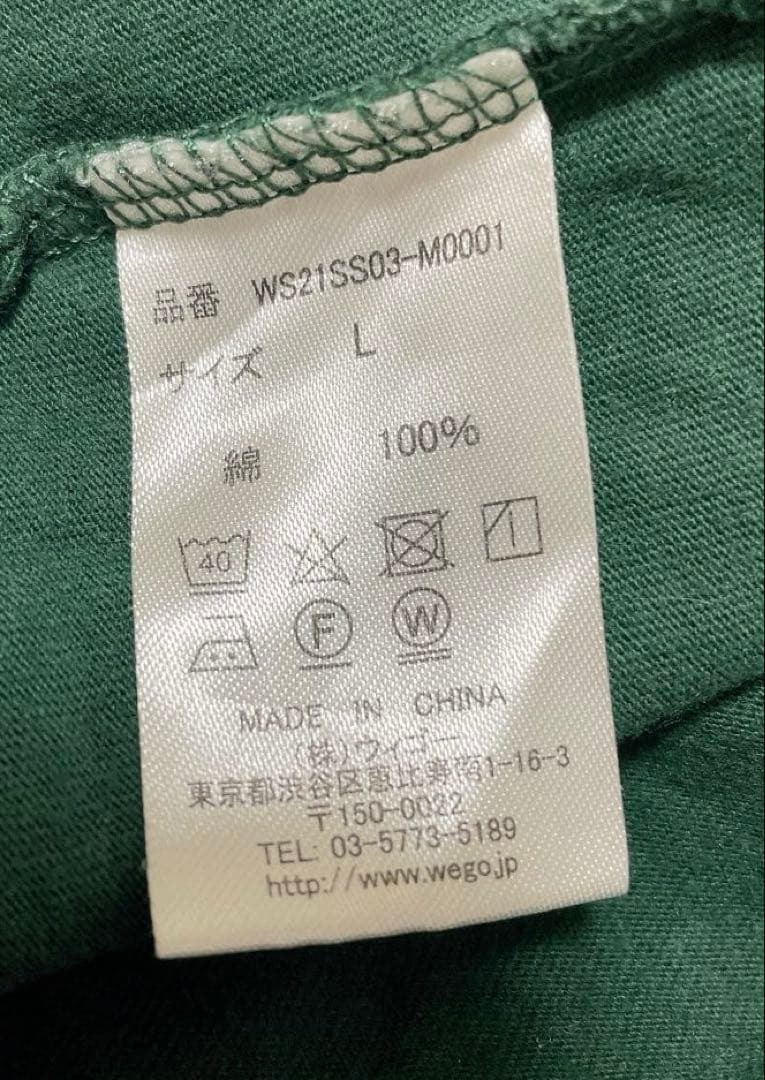 品番 WS21SS03-M0001
サイズ L
綿 100%
40
F W
MADE IN CHINA
(株)ウィゴー
東京都渋谷区恵比寿南1-16-3
〒150-0022
TEL: 03-5773-5189
http://www.wego.jp